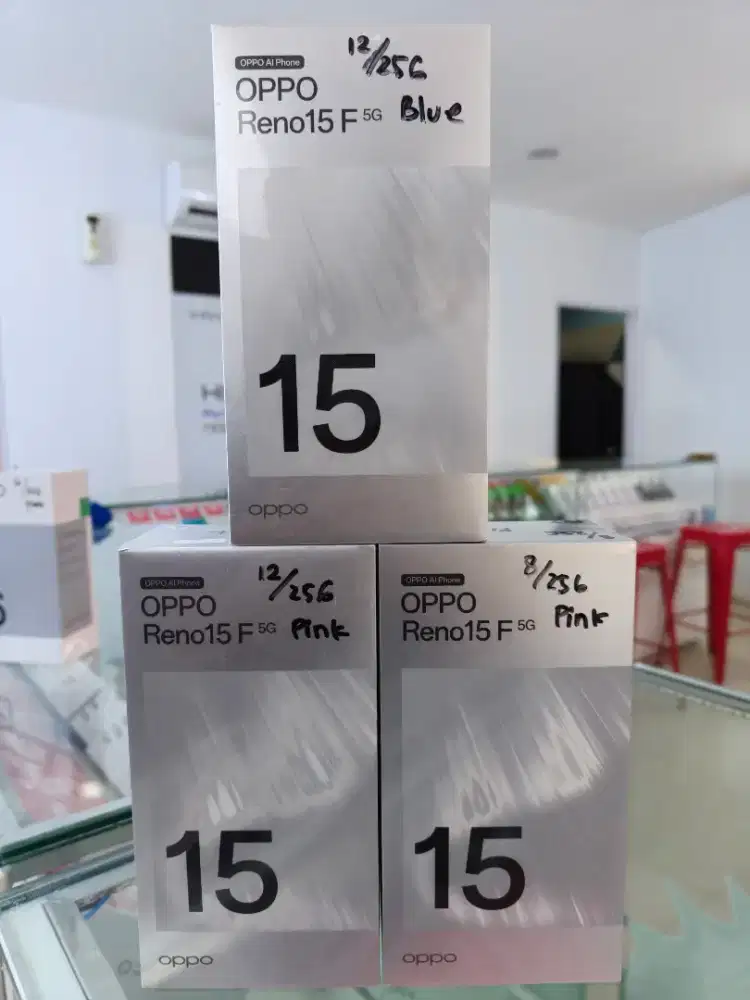 OPPO AI Phone
12/256
OPPO
Reno15 F 5G Blue
15
oppo
OPPO AI Phone
12/256
OPPO
Reno15 F 5G Pink
15
oppo
OPPO AI Phone
8/256
OPPO
Reno15 F 5G Pink
15
oppo